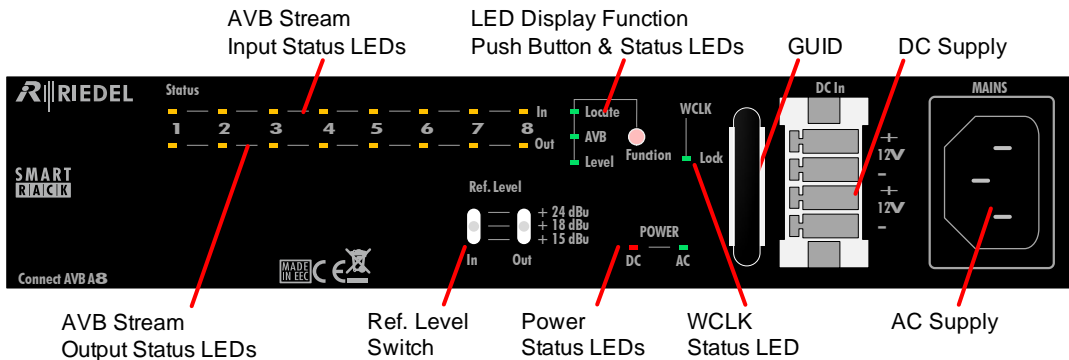 AVB Stream
Input Status LEDs
LED Display Function
Push Button & Status LEDs
GUID
DC Supply
RIEDEL
Status
In
1 2 3 4 5 6 7 8
Out
Locate
AVB
Level
Function
WCLK
Lock
DC In
+
12V
-
+
12V
-
MAINS
SMART
RACK
Ref. Level
+ 24 dBu
+ 18 dBu
+ 15 dBu
In Out
POWER
DC AC
MADE
IN EEC
CE
Connect AVB A8
AVB Stream
Output Status LEDs
Ref. Level
Switch
Power
Status LEDs
WCLK
Status LED
AC Supply